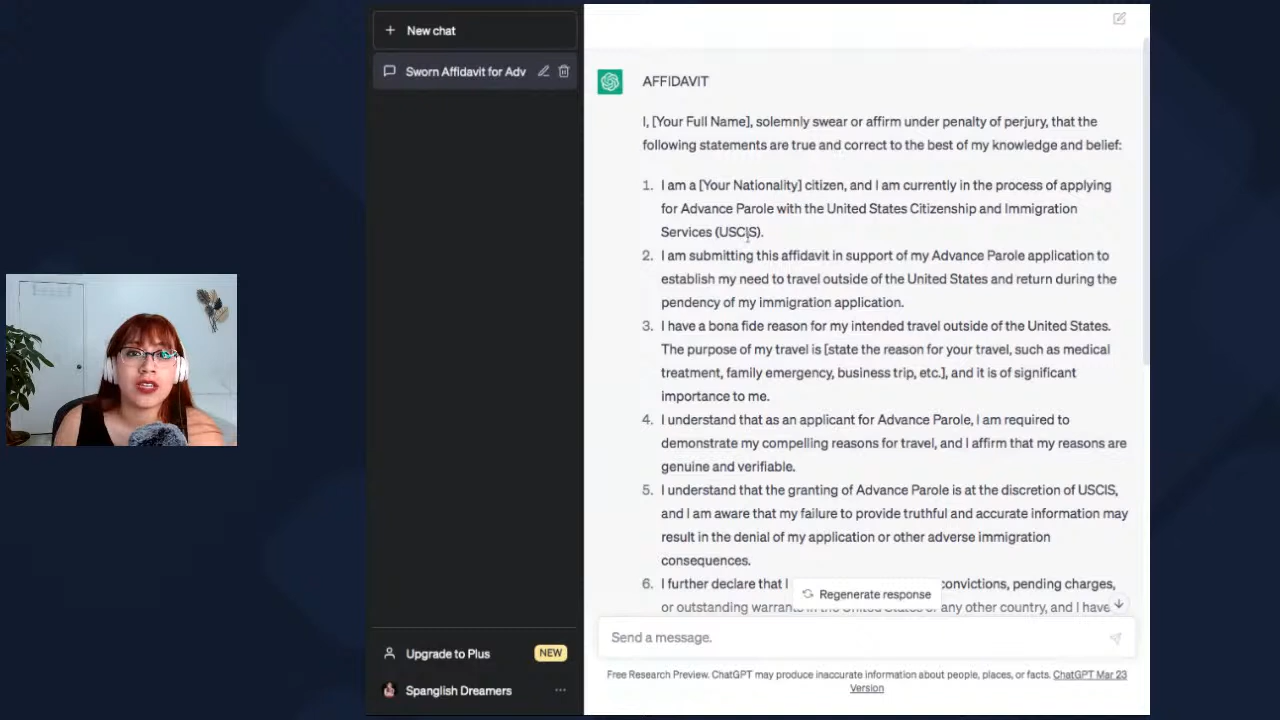 New chat
Sworn Affidavit for Adv
AFFIDAVIT
I, [Your Full Name], solemnly swear or affirm under penalty of perjury, that the
following statements are true and correct to the best of my knowledge and belief:
1. I am a [Your Nationality] citizen, and I am currently in the process of applying
for Advance Parole with the United States Citizenship and Immigration
Services (USCIS).
2. I am submitting this affidavit in support of my Advance Parole application to
establish my need to travel outside of the United States and return during the
pendency of my immigration application.
3. I have a bona fide reason for my intended travel outside of the United States.
The purpose of my travel is [state the reason for your travel, such as medical
treatment, family emergency, business trip, etc.], and it is of significant
importance to me.
4. I understand that as an applicant for Advance Parole, I am required to
demonstrate my compelling reasons for travel, and I affirm that my reasons are
genuine and verifiable.
5. I understand that the granting of Advance Parole is at the discretion of USCIS,
and I am aware that my failure to provide truthful and accurate information may
result in the denial of my application or other adverse immigration
consequences.
6. I further declare that I convictions, pending charges,
or outstanding warrants in the United States or any other country, and I have
Regenerate response
Send a message.
Free Research Preview. ChatGPT may produce inaccurate information about people, places, or facts. ChatGPT Mar 23
Version
Upgrade to Plus NEW
Spanglish Dreamers